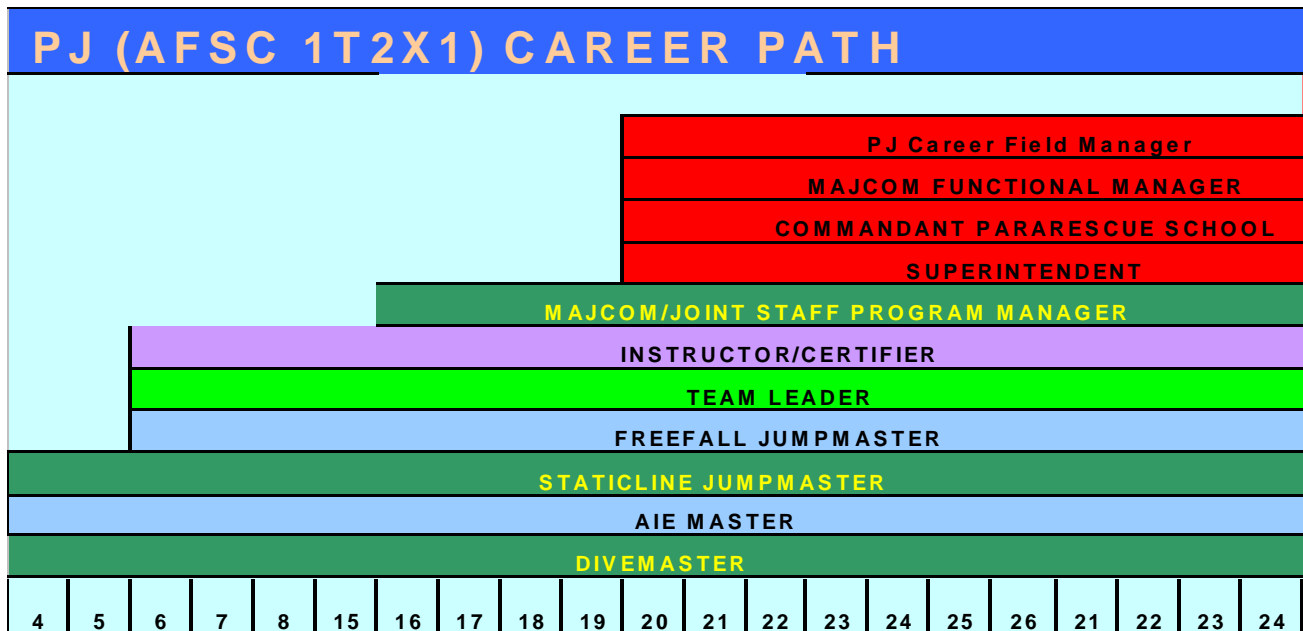 PJ (AFSC 1T2X1) CAREER PATH
PJ Career Field Manager
MAJCOM FUNCTIONAL MANAGER
COMMANDANT PARARESCUE SCHOOL
SUPERINTENDENT
MAJCOM/JOINT STAFF PROGRAM MANAGER
INSTRUCTOR/CERTIFIER
TEAM LEADER
FREEFALL JUMPMASTER
STATICLINE JUMPMASTER
AIE MASTER
DIVEMASTER
4 5 6 7 8 15 16 17 18 19 20 21 22 23 24 25 26 21 22 23 24